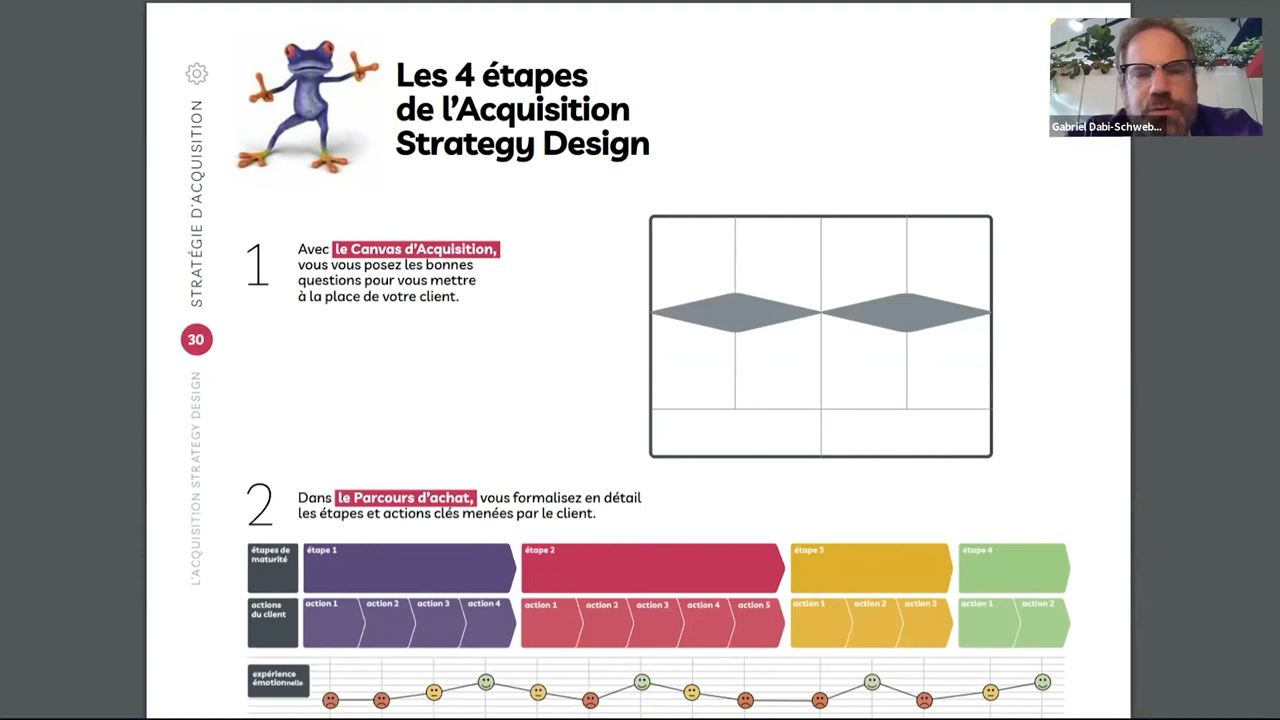 Les 4 étapes
de l'Acquisition
Strategy Design
STRATÉGIE D'ACQUISITION
30
L'ACQUISITION STRATEGY DESIGN
Gabriel Dabi-Schweb...
1
Avec le Canvas d'Acquisition,
vous vous posez les bonnes
questions pour vous mettre
à la place de votre client.
2
Dans le Parcours d'achat, vous formalisez en détail
les étapes et actions clés menées par le client.
étapes de
maturité
étape 1
étape 2
étape 3
étape 4
actions
du client
action 1 action 2 action 3 action 4
action 1 action 2 action 3 action 4 action 5
action 1 action 2 action 3
action 1 action 2
expérience
émotionnelle